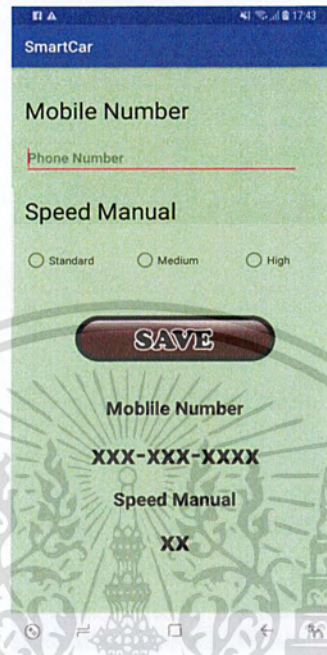 17:43
SmartCar
Mobile Number
Phone Number
Speed Manual
Standard Medium High
SAVE
Moblile Number
xxx-xxx-xxxx
Speed Manual
xx